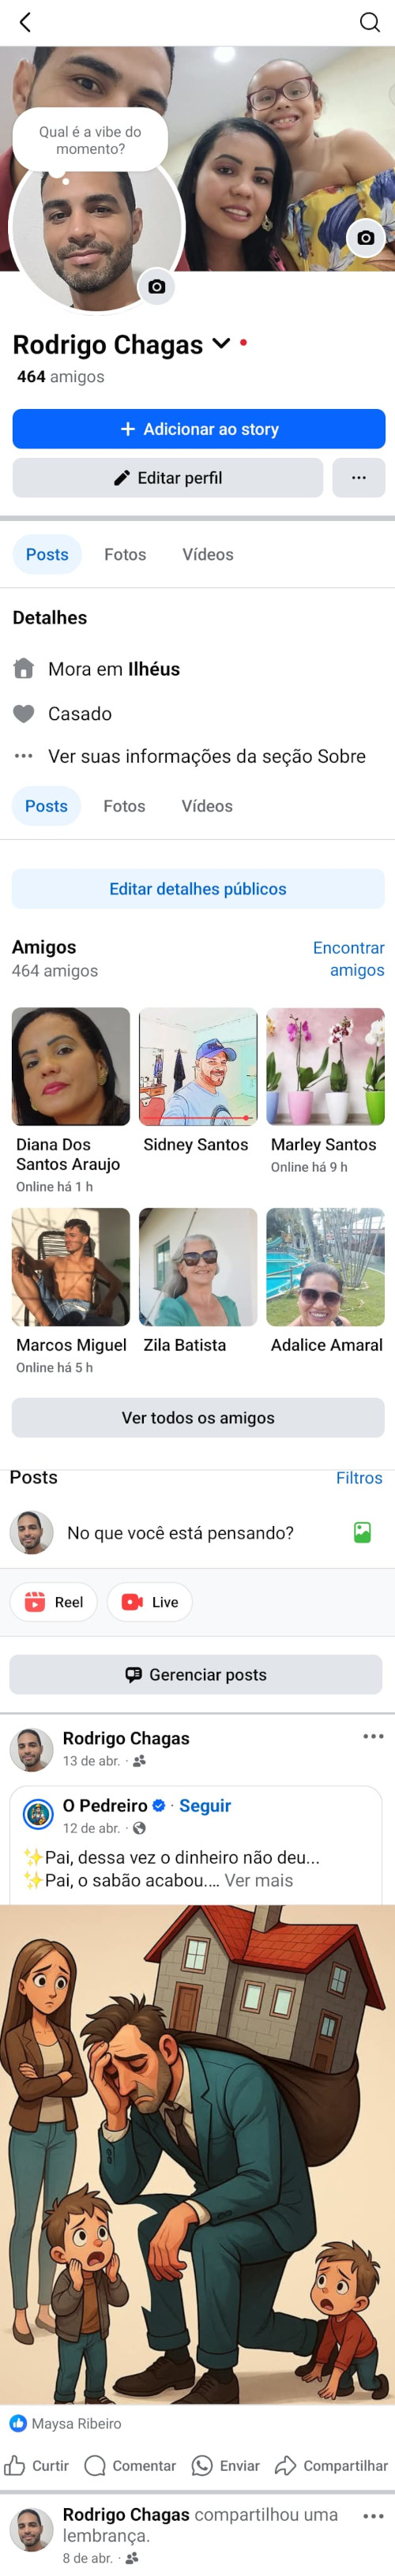 Qual é a vibe do
momento?
Rodrigo Chagas
464 amigos
+ Adicionar ao story
Editar perfil
Posts Fotos Vídeos
Detalhes
Mora em Ilhéus
Casado
Ver suas informações da seção Sobre
Posts Fotos Vídeos
Editar detalhes públicos
Amigos
464 amigos
Encontrar
amigos
Diana Dos
Santos Araujo
Online há 1 h
Sidney Santos
Marley Santos
Online há 9 h
Marcos Miguel
Online há 5 h
Zila Batista
Adalice Amaral
Ver todos os amigos
Posts Filtros
No que você está pensando?
Reel Live
Gerenciar posts
Rodrigo Chagas
13 de abr. ·
O Pedreiro · Seguir
12 de abr. ·
✨Pai, dessa vez o dinheiro não deu...
✨Pai, o sabão acabou.... Ver mais
Maysa Ribeiro
Curtir Comentar Enviar Compartilhar
Rodrigo Chagas compartilhou uma
lembrança.
8 de abr. ·